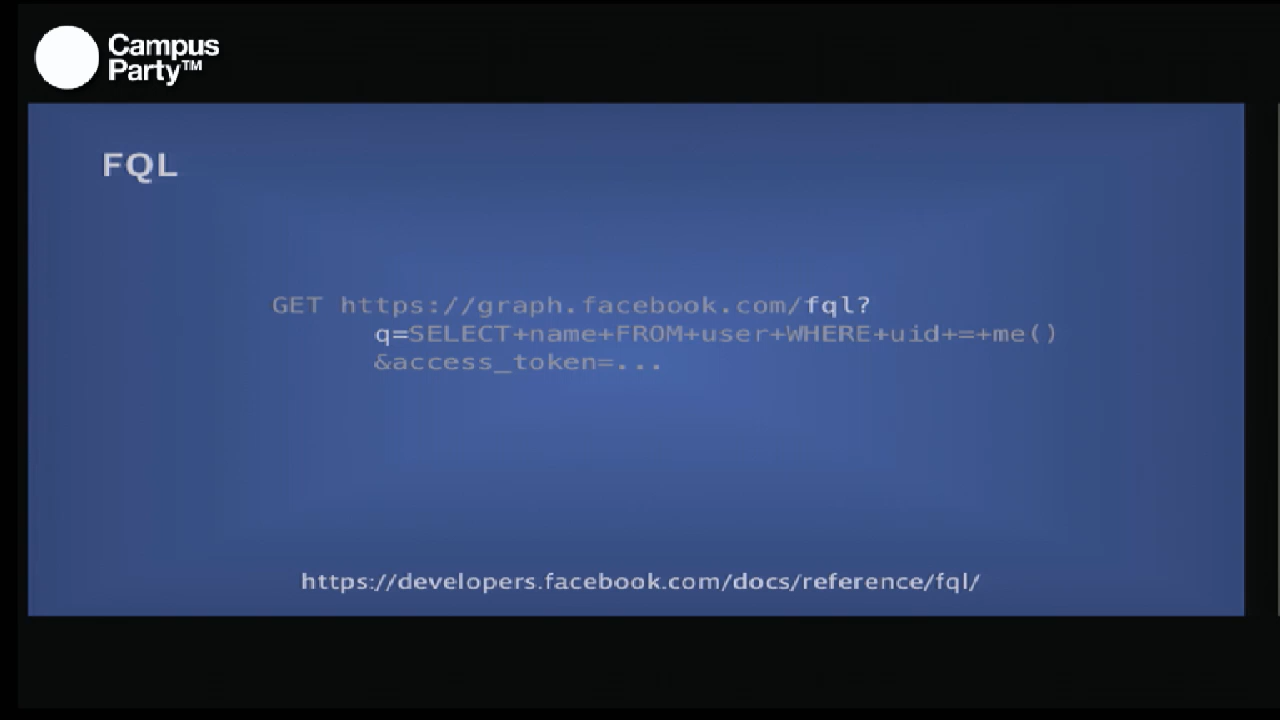 Campus
Party™
FQL
GET https://graph.facebook.com/fql?
q=SELECT+name+FROM+user+WHERE+uid+=+me()
&access_token=...
https://developers.facebook.com/docs/reference/fql/